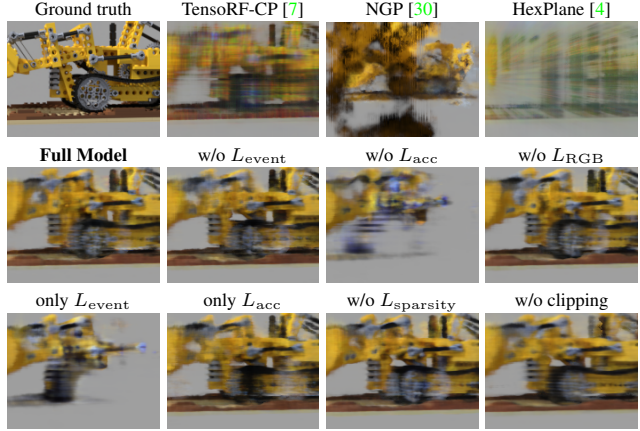 Ground truth TensoRF-CP [7] NGP [30] HexPlane [4]
Full Model w/o L_event w/o L_acc w/o L_RGB
only L_event only L_acc w/o L_sparsity w/o clipping